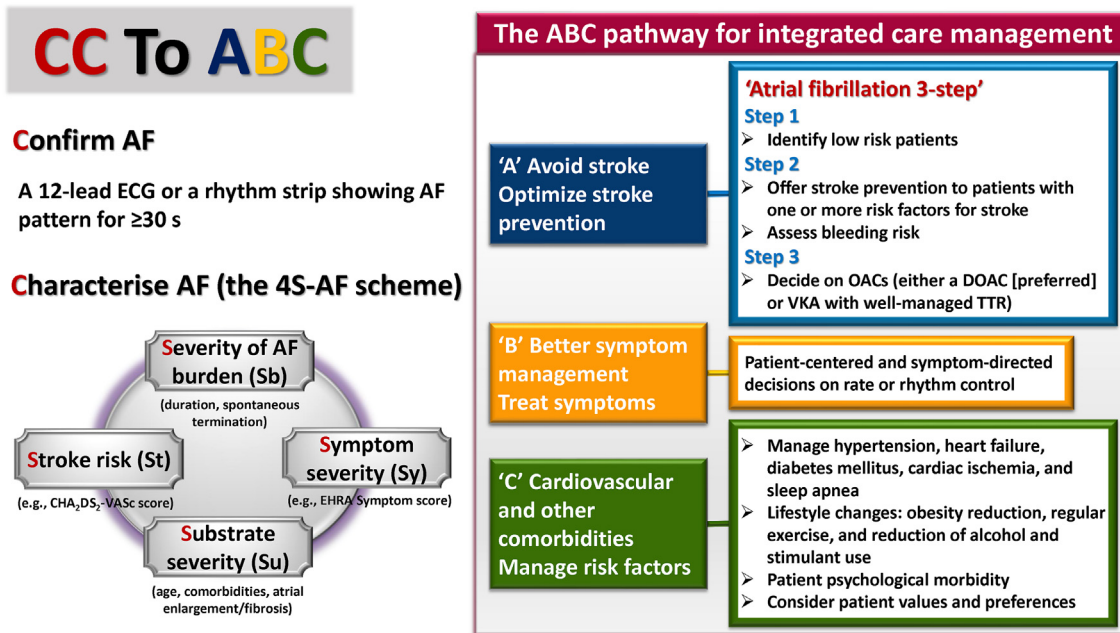 CC To ABC
Confirm AF
A 12-lead ECG or a rhythm strip showing AF
pattern for ≥30 s
Characterise AF (the 4S-AF scheme)
Severity of AF
burden (Sb)
(duration, spontaneous
termination)
Stroke risk (St)
(e.g., CHA₂DS₂-VASc score)
Symptom
severity (Sy)
(e.g., EHRA Symptom score)
Substrate
severity (Su)
(age, comorbidities, atrial
enlargement/fibrosis)
The ABC pathway for integrated care management
'A' Avoid stroke
Optimize stroke
prevention
'Atrial fibrillation 3-step'
Step 1
➢ Identify low risk patients
Step 2
➢ Offer stroke prevention to patients with
one or more risk factors for stroke
➢ Assess bleeding risk
Step 3
➢ Decide on OACs (either a DOAC [preferred]
or VKA with well-managed TTR)
'B' Better symptom
management
Treat symptoms
Patient-centered and symptom-directed
decisions on rate or rhythm control
'C' Cardiovascular
and other
comorbidities
Manage risk factors
➢ Manage hypertension, heart failure,
diabetes mellitus, cardiac ischemia, and
sleep apnea
➢ Lifestyle changes: obesity reduction, regular
exercise, and reduction of alcohol and
stimulant use
➢ Patient psychological morbidity
➢ Consider patient values and preferences